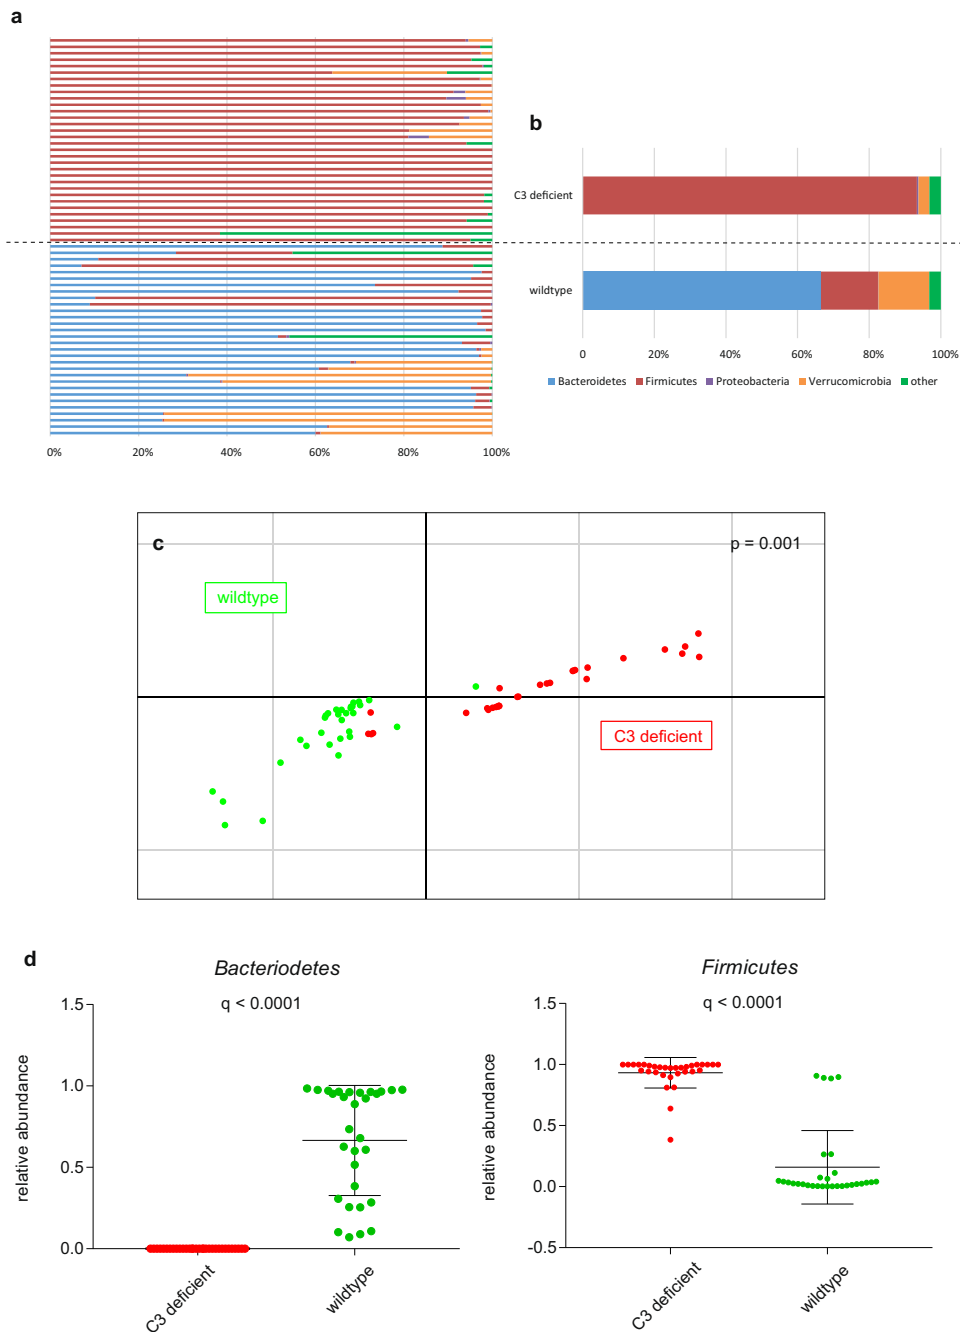 a
0%
20%
40%
60%
80%
100%
b
C3 deficient
wildtype
0
20%
40%
60%
80%
100%
Bacteroidetes
Firmicutes
Proteobacteria
Verrucomicrobia
other
c
p = 0.001
wildtype
C3 deficient
d
Bacteriodetes
q < 0.0001
relative abundance
1.5
1.0
0.5
0.0
C3 deficient
wildtype
Firmicutes
q < 0.0001
relative abundance
1.5
1.0
0.5
0.0
-0.5
C3 deficient
wildtype